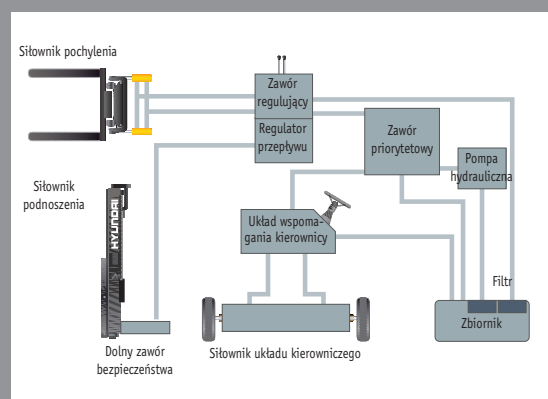 Siłownik pochylenia
Zawór
regulujący
Regulator
przepływu
Zawór
priorytetowy
Pompa
hydrauliczna
Siłownik
podnoszenia
HYUNDAI
Układ wspoma-
gania kierownicy
Filtr
Zbiornik
Dolny zawór
bezpieczeństwa
Siłownik układu kierowniczego